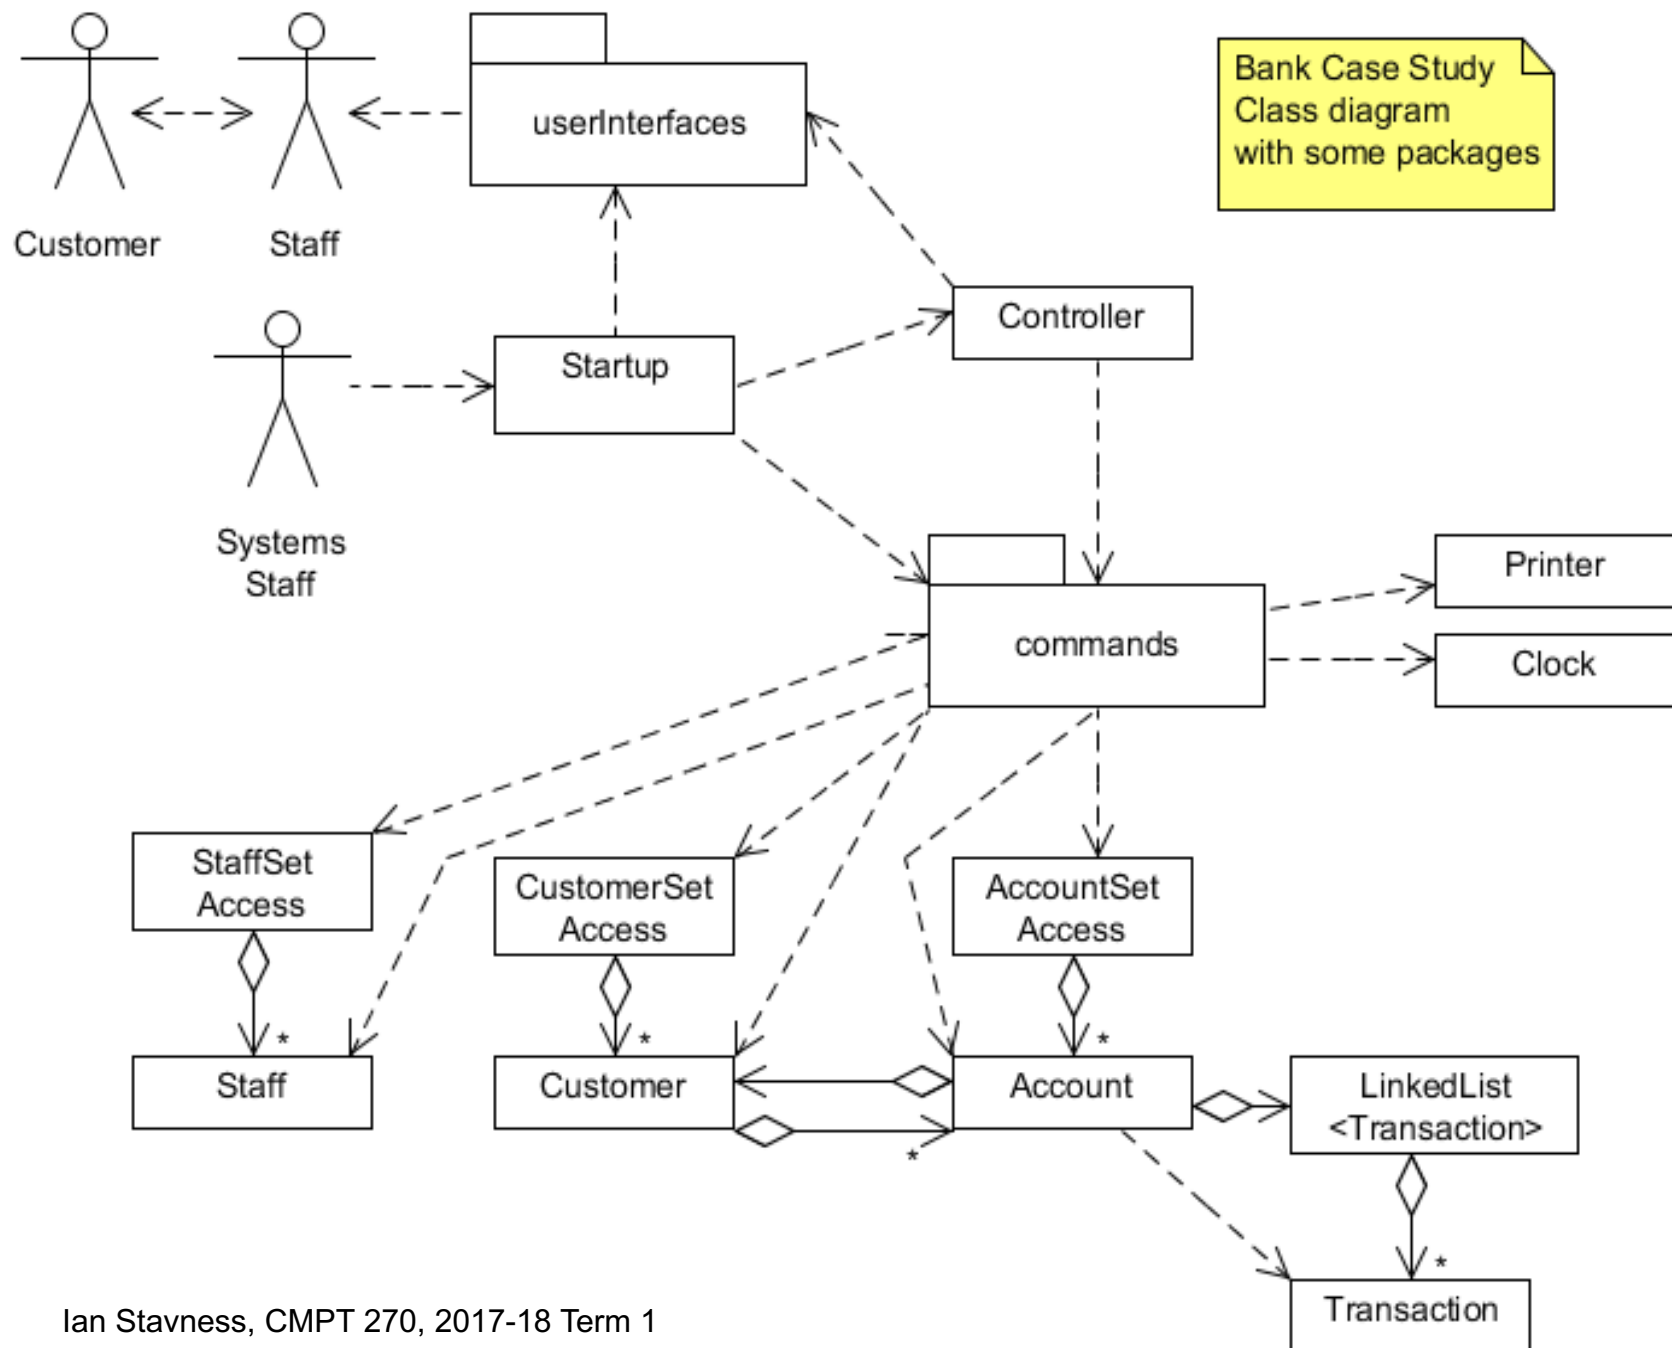 Bank Case Study
Class diagram
with some packages
userInterfaces
Customer
Staff
Controller
Startup
Systems
Staff
Printer
commands
Clock
StaffSet
Access
CustomerSet
Access
AccountSet
Access
*
*
*
Staff
Customer
Account
LinkedList
<Transaction>
*
*
Transaction
Ian Stavness, CMPT 270, 2017-18 Term 1